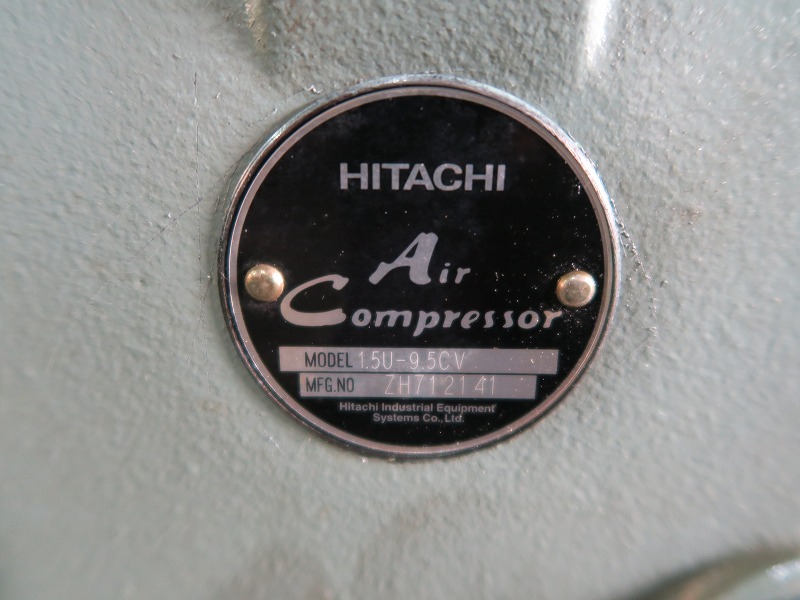 HITACHI
Air
Compressor
MODEL 1.5U-9.5CV
MFG.NO ZH712141
Hitachi Industrial Equipment
Systems Co., Ltd.